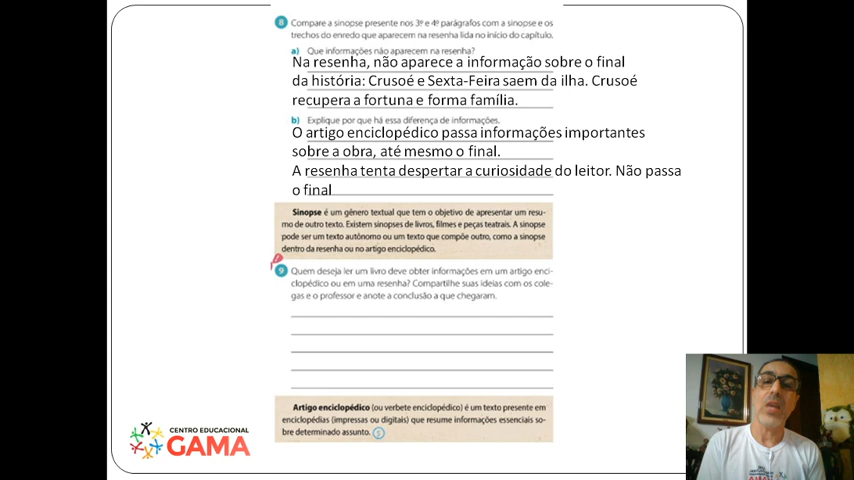 8 Compare a sinopse presente nos 3º e 4º parágrafos com a sinopse e os
trechos do enredo que aparecem na resenha lida no início do capítulo.
a) Que informações não aparecem na resenha?
Na resenha, não aparece a informação sobre o final
da história: Crusoé e Sexta-Feira saem da ilha. Crusoé
recupera a fortuna e forma família.
b) Explique por que há essa diferença de informações.
O artigo enciclopédico passa informações importantes
sobre a obra, até mesmo o final.
A resenha tenta despertar a curiosidade do leitor. Não passa
o final
Sinopse é um gênero textual que tem o objetivo de apresentar um resu-
mo de outro texto. Existem sinopses de livros, filmes e peças teatrais. A sinopse
pode ser um texto autônomo ou um texto que compõe outro, como a sinopse
dentro da resenha ou no artigo enciclopédico.
9 Quem deseja ler um livro deve obter informações em um artigo enci-
clopédico ou em uma resenha? Compartilhe suas ideias com os cole-
gas e o professor e anote a conclusão a que chegaram.
Artigo enciclopédico (ou verbete enciclopédico) é um texto presente em
enciclopédias (impressas ou digitais) que resume informações essenciais so-
bre determinado assunto. 5
CENTRO EDUCACIONAL
GAMA